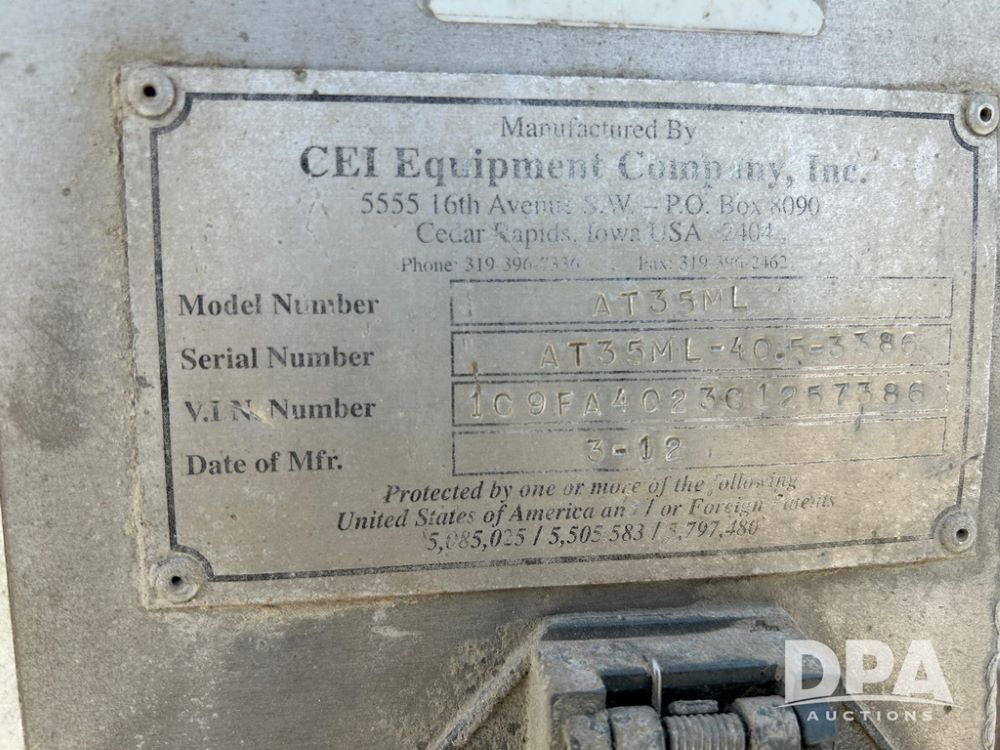 Manufactured By
CEI Equipment Company, Inc.
5555 16th Avenue S.W. – P.O. Box 8090
Cedar Rapids, Iowa USA
Phone: 319-396-7336 Fax: 319-396-2462
Model Number AT35ML
Serial Number AT35ML-40.5-3386
V.I N. Number 1C9FA4023C1257386
Date of Mfr. 3-12
Protected by one or more of the following
United States of America and / or Foreign Patents
5,085,025 / 5,505 583 / 5,797,480
DPA
AUCTIONS